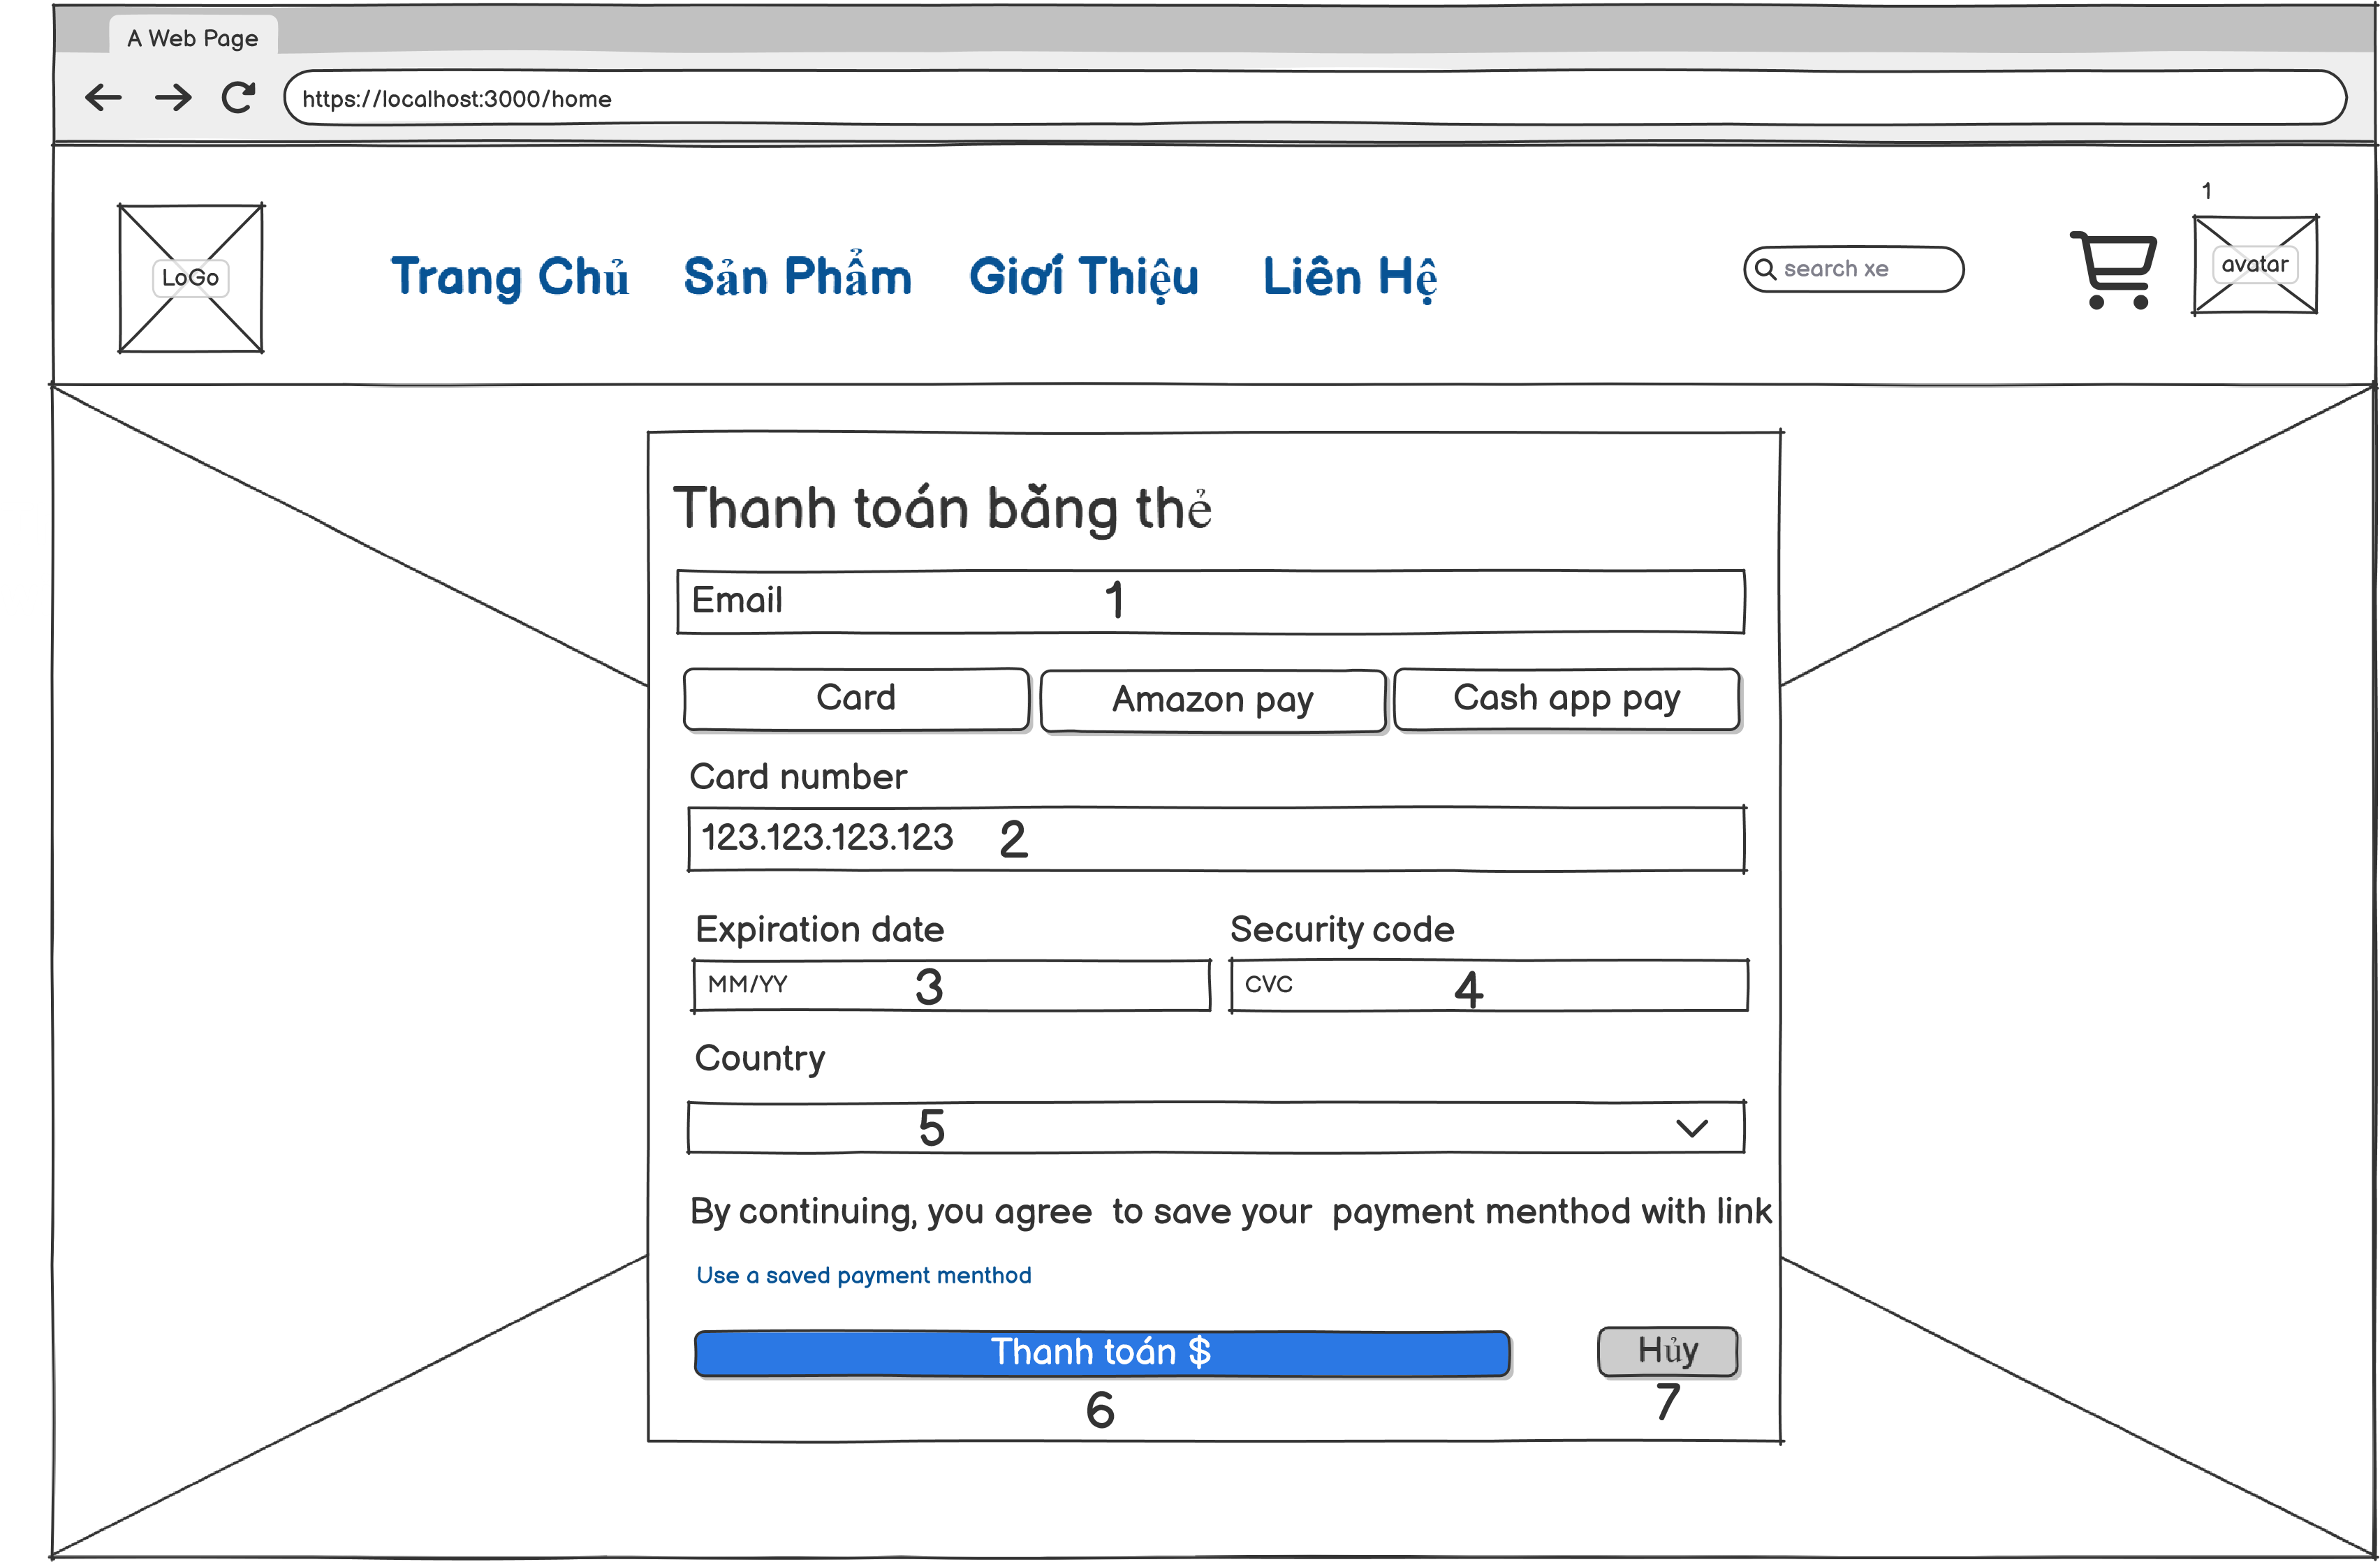 A Web Page
https://localhost:3000/home
1
LoGo Trang Chủ Sản Phẩm Giới Thiệu Liên Hệ search xe avatar
Thanh toán bằng thẻ
Email 1
Card Amazon pay Cash app pay
Card number
123.123.123.123 2
Expiration date Security code
MM/YY 3 CVC 4
Country
5
By continuing, you agree to save your payment menthod with link
Use a saved payment menthod
Thanh toán $ Hủy
6 7